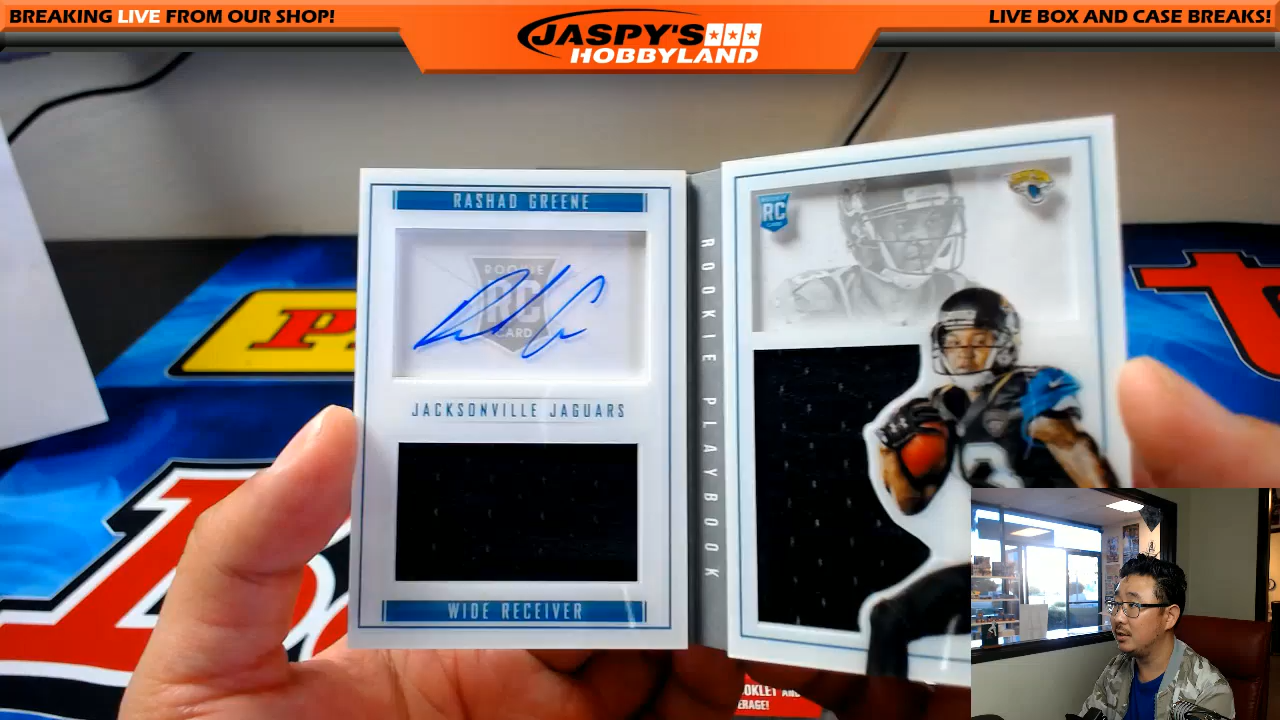 BREAKING LIVE FROM OUR SHOP!
JASPY'S
HOBBYLAND
LIVE BOX AND CASE BREAKS!
RASHAD GREENE
ROOKIE
RC
CARD
JACKSONVILLE JAGUARS
WIDE RECEIVER
ROOKIE PLAYBOOK
RC